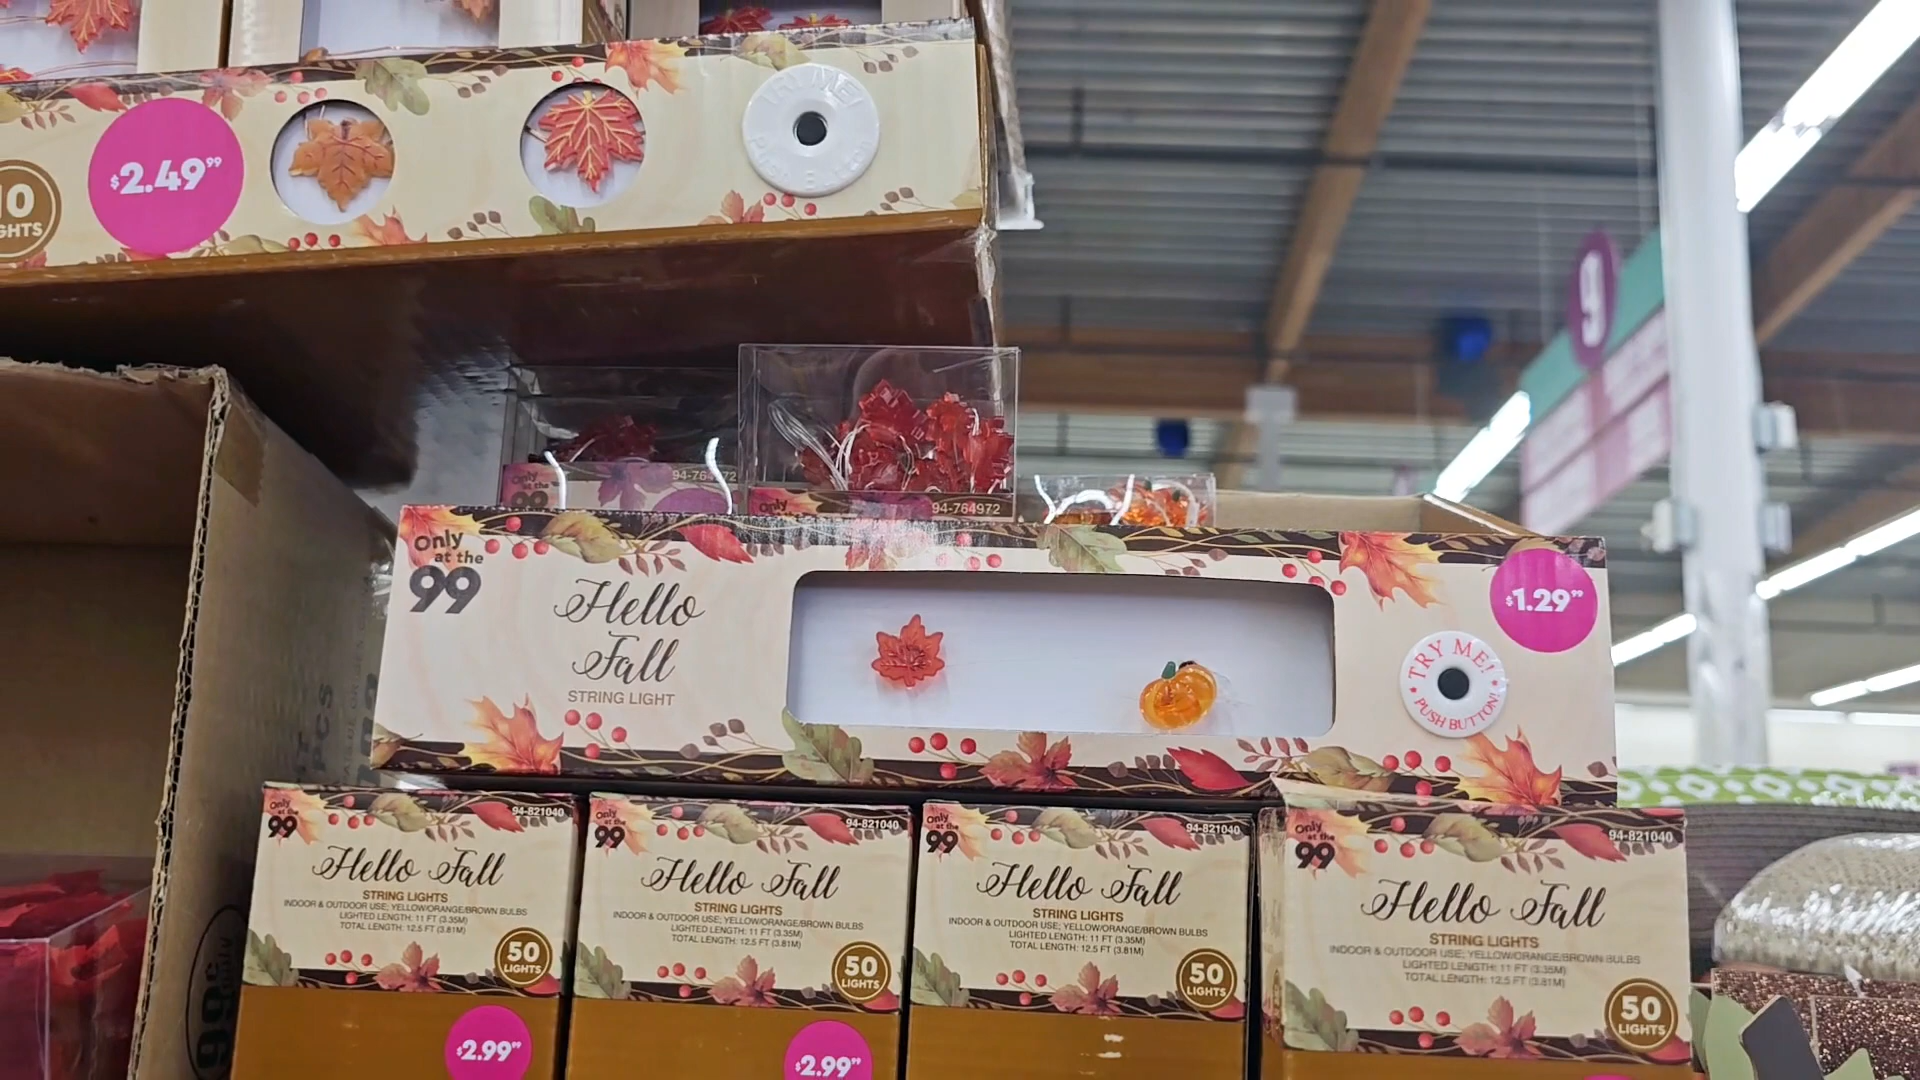 10
LIGHTS
$2.49⁹⁹
TRY ME!
Push Button
9
94-764972
Only
94-764972
Only
at the
99
Hello
Fall
STRING LIGHT
$1.29⁹⁹
TRY ME!
PUSH BUTTON!
Only
at the
99
94-821040
Hello Fall
STRING LIGHTS
INDOOR & OUTDOOR USE; YELLOW/ORANGE/BROWN BULBS
LIGHTED LENGTH: 11 FT (3.35M)
TOTAL LENGTH: 12.5 FT (3.81M)
50
LIGHTS
$2.99⁹⁹
Only
at the
99
94-821040
Hello Fall
STRING LIGHTS
INDOOR & OUTDOOR USE; YELLOW/ORANGE/BROWN BULBS
LIGHTED LENGTH: 11 FT (3.35M)
TOTAL LENGTH: 12.5 FT (3.81M)
50
LIGHTS
$2.99⁹⁹
Only
at the
99
94-821040
Hello Fall
STRING LIGHTS
INDOOR & OUTDOOR USE; YELLOW/ORANGE/BROWN BULBS
LIGHTED LENGTH: 11 FT (3.35M)
TOTAL LENGTH: 12.5 FT (3.81M)
50
LIGHTS
Only
at the
99
94-821040
Hello Fall
STRING LIGHTS
INDOOR & OUTDOOR USE; YELLOW/ORANGE/BROWN BULBS
LIGHTED LENGTH: 11 FT (3.35M)
TOTAL LENGTH: 12.5 FT (3.81M)
50
LIGHTS
PCS